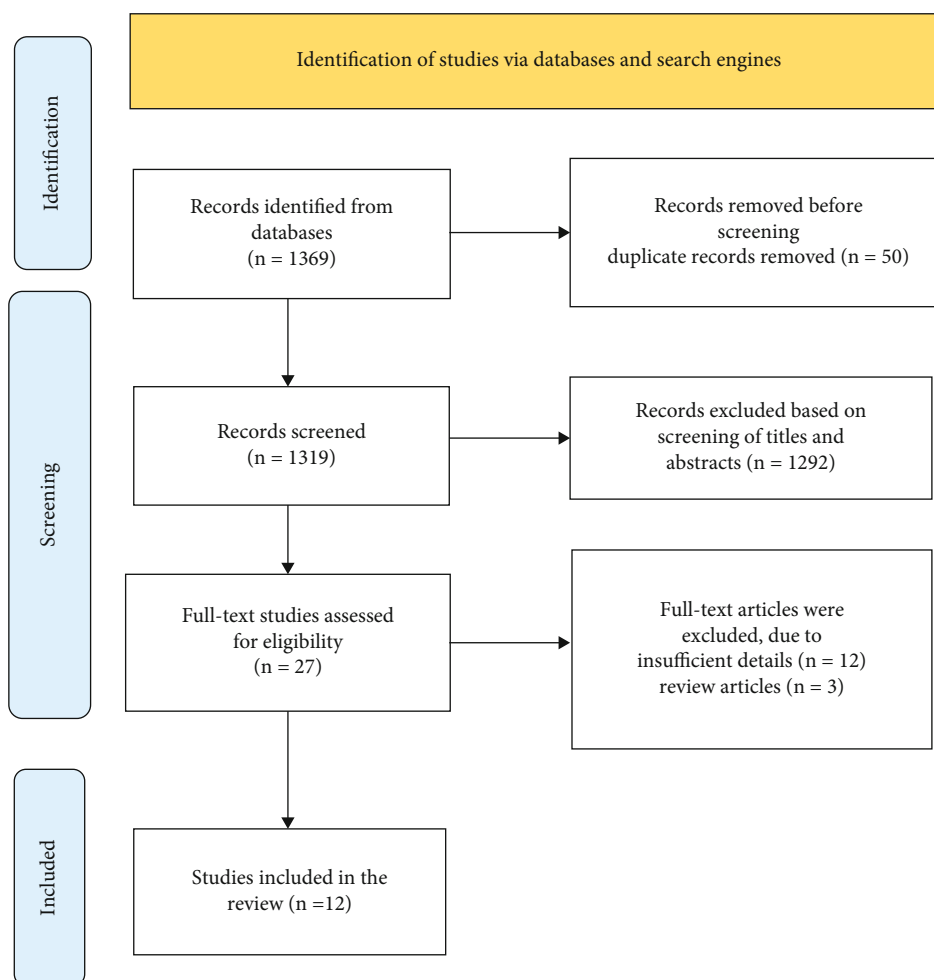 Identification of studies via databases and search engines
Identification
Records identified from
databases
(n = 1369)
Records removed before
screening
duplicate records removed (n = 50)
Screening
Records screened
(n = 1319)
Records excluded based on
screening of titles and
abstracts (n = 1292)
Full-text studies assessed
for eligibility
(n = 27)
Full-text articles were
excluded, due to
insufficient details (n = 12)
review articles (n = 3)
Included
Studies included in the
review (n =12)